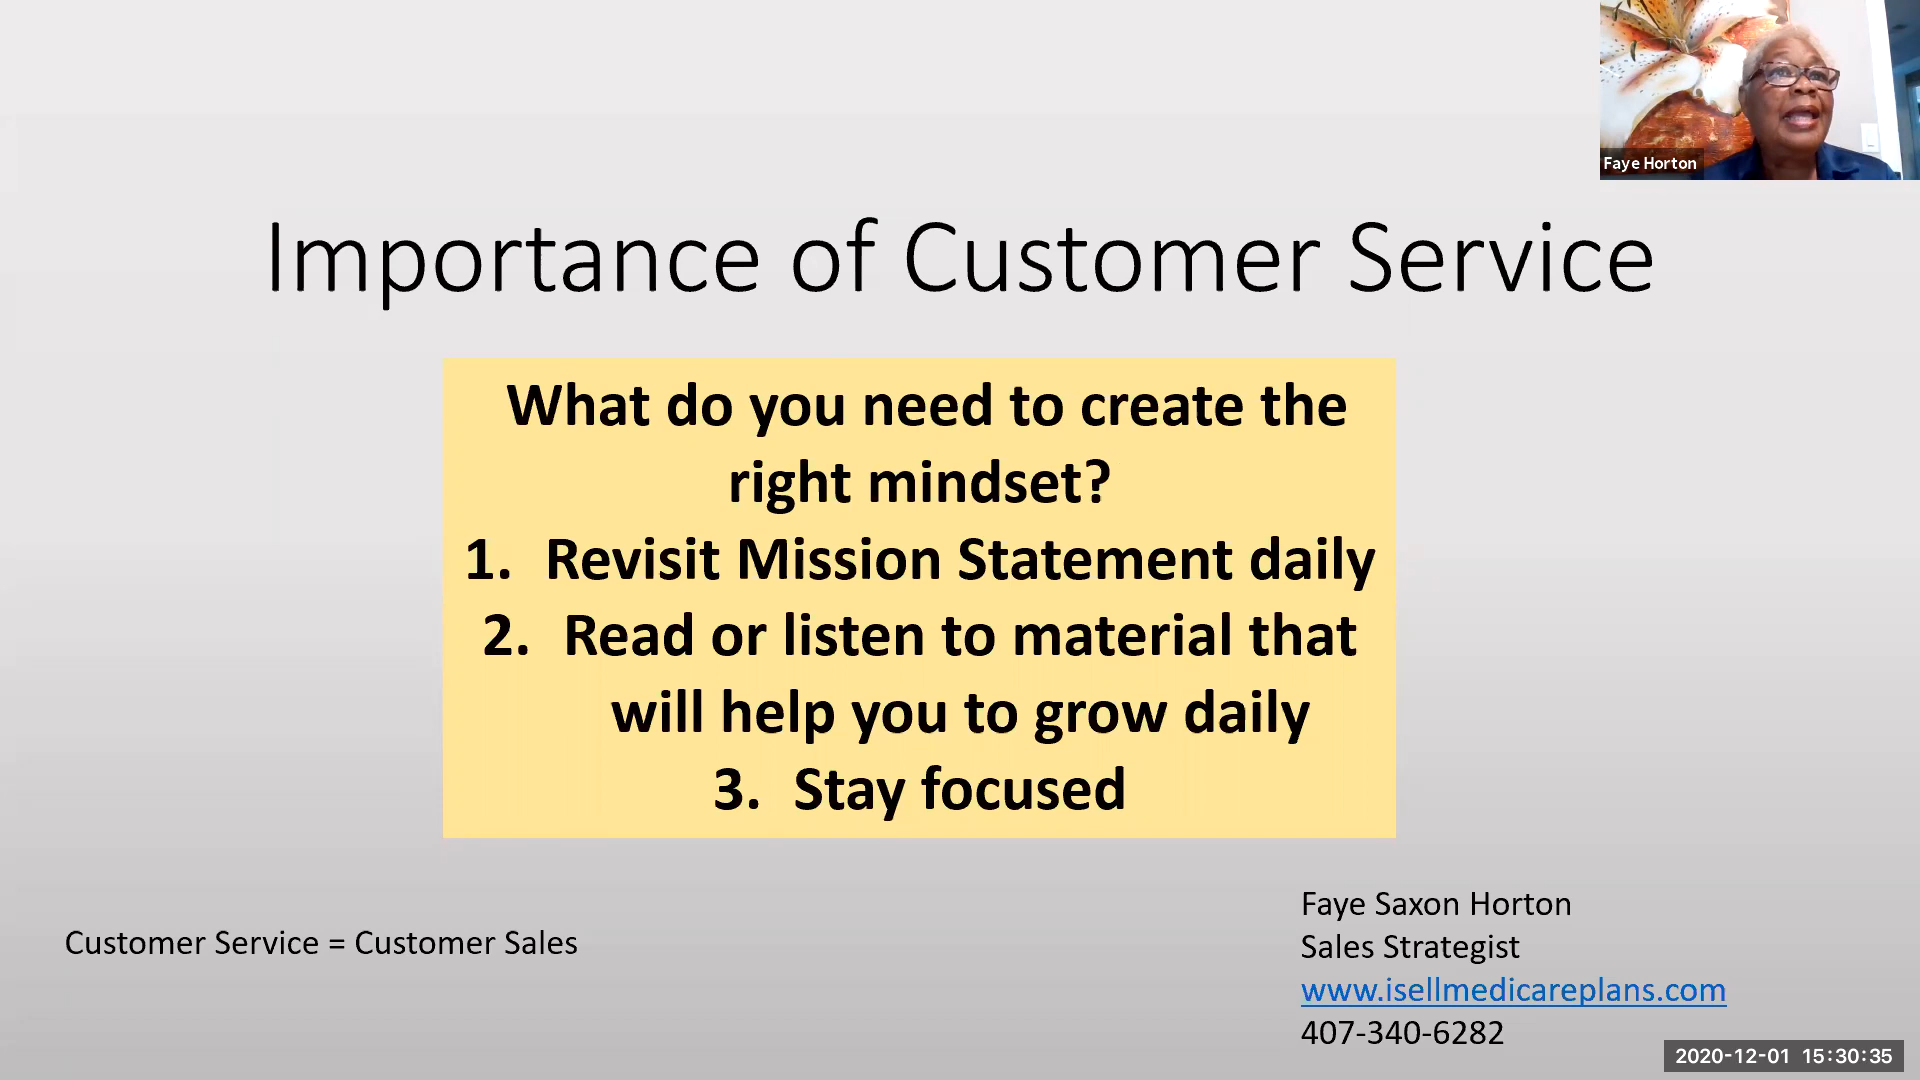 Faye Horton
Importance of Customer Service
What do you need to create the
right mindset?
1. Revisit Mission Statement daily
2. Read or listen to material that
will help you to grow daily
3. Stay focused
Customer Service = Customer Sales
Faye Saxon Horton
Sales Strategist
www.isellmedicareplans.com
407-340-6282
2020-12-01 15:30:35